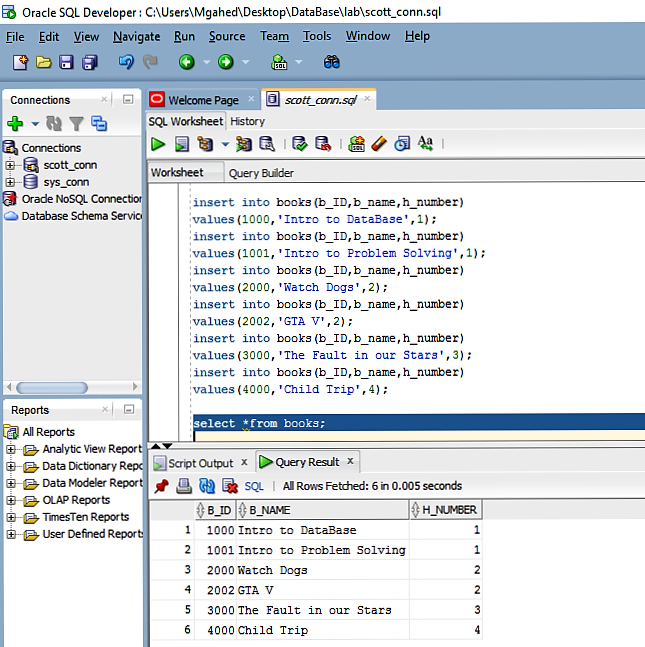 Oracle SQL Developer : C:\Users\Mgahed\Desktop\DataBase\lab\scott_conn.sql
File Edit View Navigate Run Source Team Tools Window Help
Connections
Connections
scott_conn
sys_conn
Oracle NoSQL Connection
Database Schema Servic
Reports
All Reports
Analytic View Report
Data Dictionary Repo
Data Modeler Report
OLAP Reports
TimesTen Reports
User Defined Reports
Welcome Page scott_conn.sql
SQL Worksheet History
Worksheet Query Builder
insert into books(b_ID,b_name,h_number)
values(1000,'Intro to DataBase',1);
insert into books(b_ID,b_name,h_number)
values(1001,'Intro to Problem Solving',1);
insert into books(b_ID,b_name,h_number)
values(2000,'Watch Dogs',2);
insert into books(b_ID,b_name,h_number)
values(2002,'GTA V',2);
insert into books(b_ID,b_name,h_number)
values(3000,'The Fault in our Stars',3);
insert into books(b_ID,b_name,h_number)
values(4000,'Child Trip',4);
select *from books;
Script Output x Query Result x
SQL | All Rows Fetched: 6 in 0.005 seconds
B_ID B_NAME H_NUMBER
1 1000 Intro to DataBase 1
2 1001 Intro to Problem Solving 1
3 2000 Watch Dogs 2
4 2002 GTA V 2
5 3000 The Fault in our Stars 3
6 4000 Child Trip 4